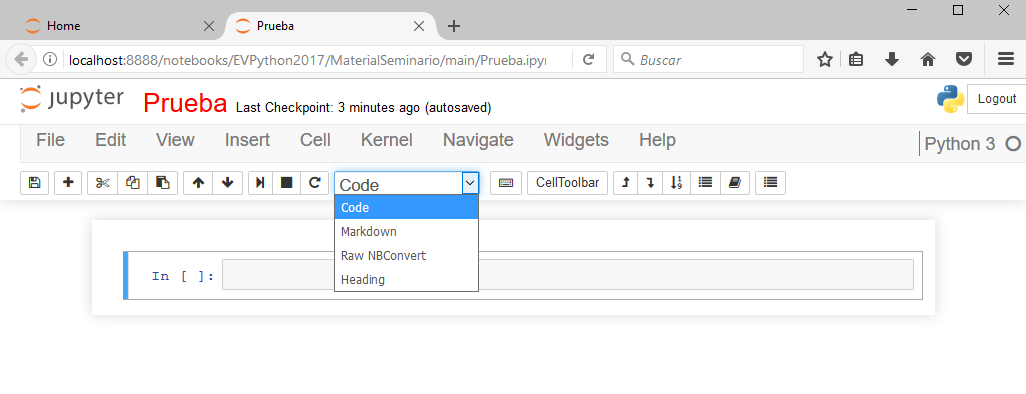 Home
Prueba
localhost:8888/notebooks/EVPython2017/MaterialSeminario/main/Prueba.ipyn
Buscar
jupyter Prueba Last Checkpoint: 3 minutes ago (autosaved)
Logout
File Edit View Insert Cell Kernel Navigate Widgets Help
Python 3
Code
CellToolbar
Code
Markdown
Raw NBConvert
Heading
In [ ]: